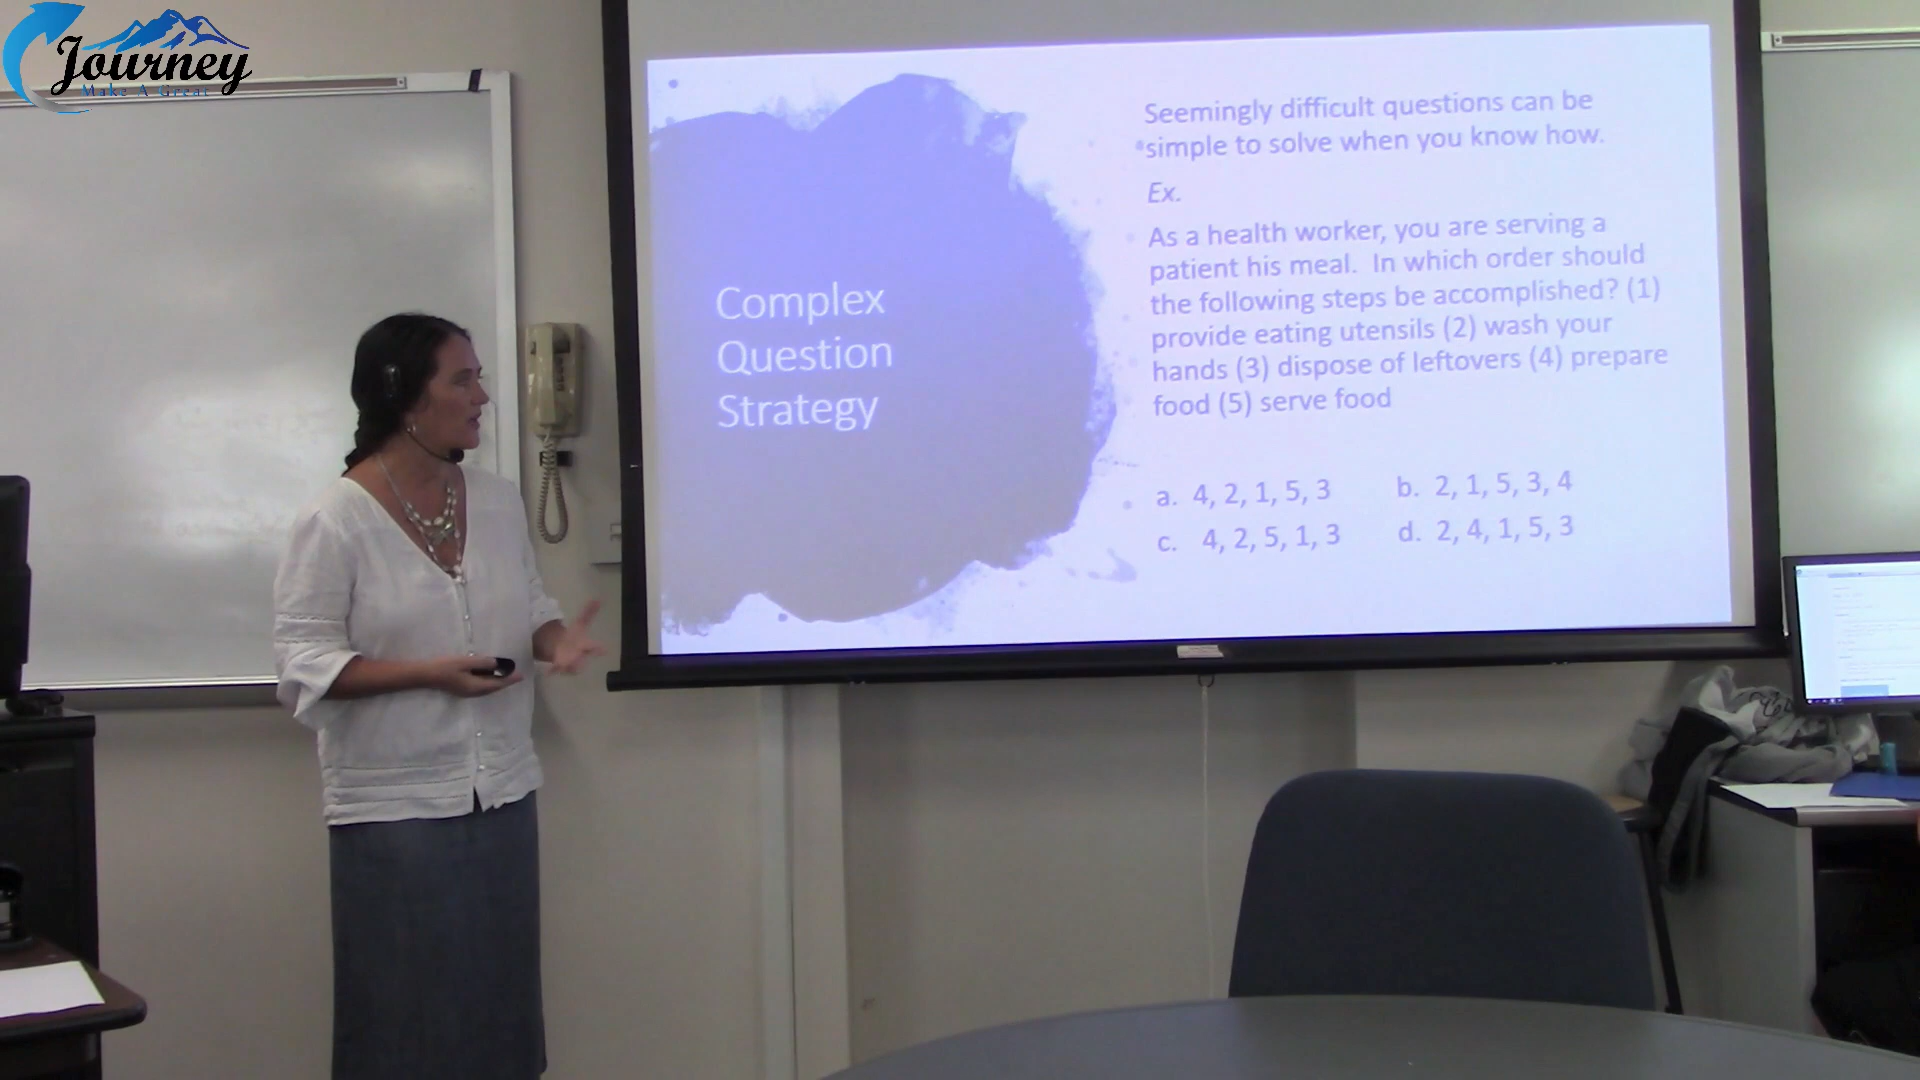 Journey
Make A Great
Complex
Question
Strategy
Seemingly difficult questions can be
simple to solve when you know how.
Ex.
As a health worker, you are serving a
patient his meal. In which order should
the following steps be accomplished? (1)
provide eating utensils (2) wash your
hands (3) dispose of leftovers (4) prepare
food (5) serve food
a. 4, 2, 1, 5, 3
b. 2, 1, 5, 3, 4
c. 4, 2, 5, 1, 3
d. 2, 4, 1, 5, 3